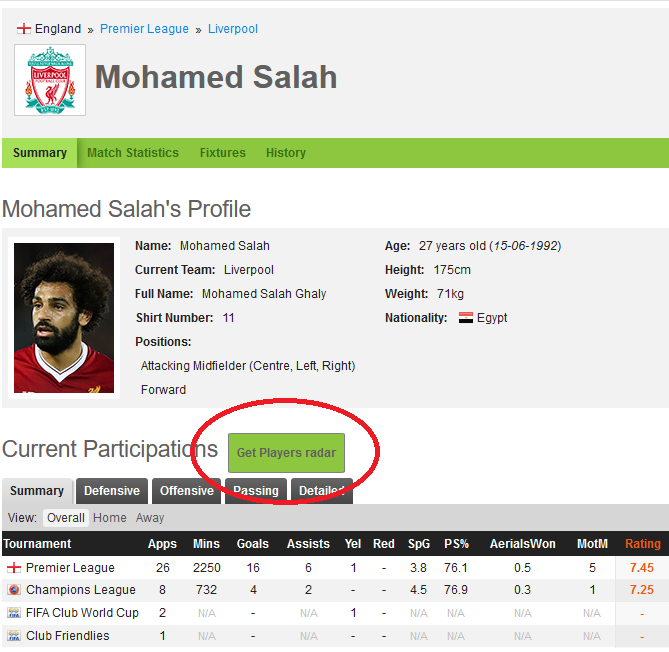 England » Premier League » Liverpool
LIVERPOOL
Mohamed Salah
Summary Match Statistics Fixtures History
Mohamed Salah's Profile
Name: Mohamed Salah Age: 27 years old (15-06-1992)
Current Team: Liverpool Height: 175cm
Full Name: Mohamed Salah Ghaly Weight: 71kg
Shirt Number: 11 Nationality: Egypt
Positions:
Attacking Midfielder (Centre, Left, Right)
Forward
Current Participations Get Players radar
Summary Defensive Offensive Passing Detailed
View: Overall Home Away
Tournament Apps Mins Goals Assists Yel Red SpG PS% AerialsWon MotM Rating
Premier League 26 2250 16 6 1 - 3.8 76.1 0.5 5 7.45
Champions League 8 732 4 2 - - 4.5 76.9 0.3 1 7.25
FIFA Club World Cup 2 N/A - - 1 - N/A N/A N/A N/A -
Club Friendlies 1 N/A - - - - N/A N/A N/A N/A -